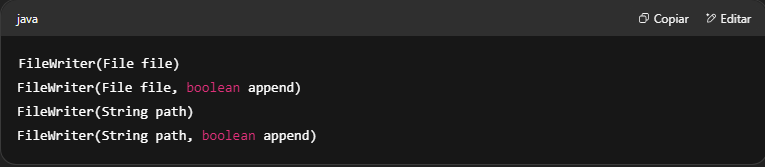 java
Copiar
Editar
FileWriter(File file)
FileWriter(File file, boolean append)
FileWriter(String path)
FileWriter(String path, boolean append)